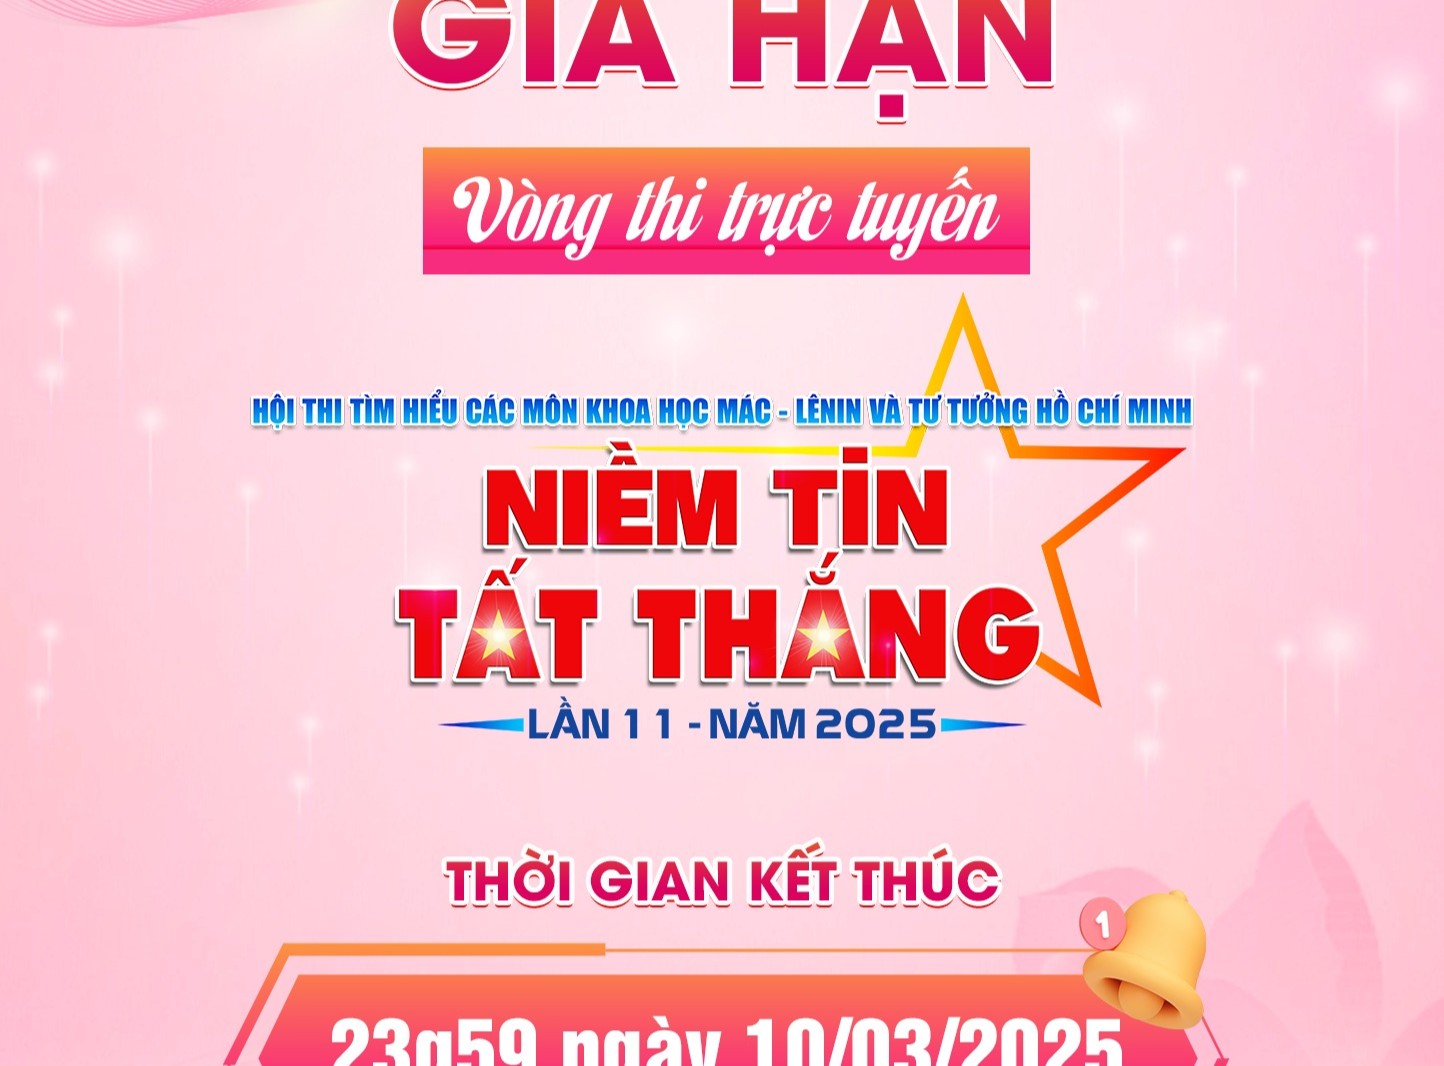 GIA HẠN
Vòng thi trực tuyến
HỘI THI TÌM HIỂU CÁC MÔN KHOA HỌC MÁC - LÊNIN VÀ TƯ TƯỞNG HỒ CHÍ MINH
NIỀM TIN
TẤT THẮNG
LẦN 11 - NĂM 2025
THỜI GIAN KẾT THÚC
1
23g59 ngày 10/03/2025